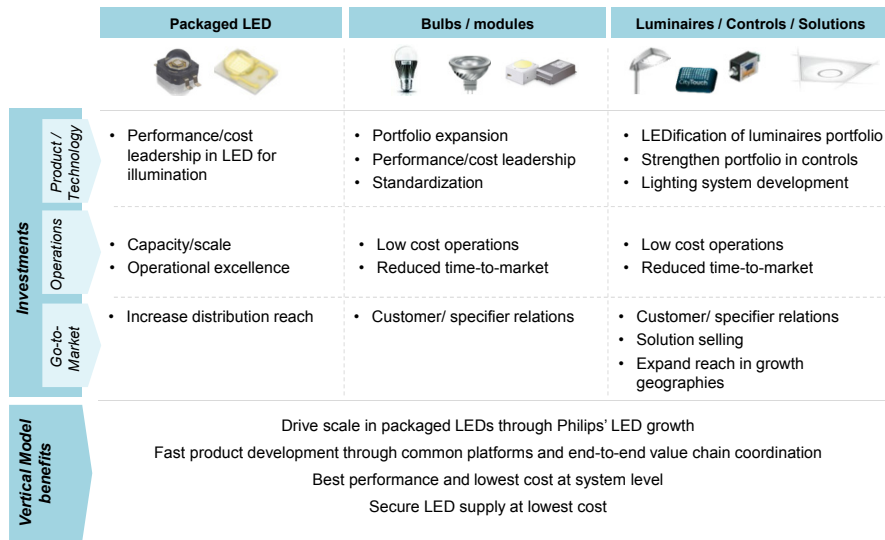 Packaged LED
Bulbs / modules
Luminaires / Controls / Solutions
CityTouch
Investments
Product /
Technology
• Performance/cost
leadership in LED for
illumination
• Portfolio expansion
• Performance/cost leadership
• Standardization
• LEDification of luminaires portfolio
• Strengthen portfolio in controls
• Lighting system development
Operations
• Capacity/scale
• Operational excellence
• Low cost operations
• Reduced time-to-market
• Low cost operations
• Reduced time-to-market
Go-to-
Market
• Increase distribution reach
• Customer/ specifier relations
• Customer/ specifier relations
• Solution selling
• Expand reach in growth
geographies
Vertical Model
benefits
Drive scale in packaged LEDs through Philips' LED growth
Fast product development through common platforms and end-to-end value chain coordination
Best performance and lowest cost at system level
Secure LED supply at lowest cost